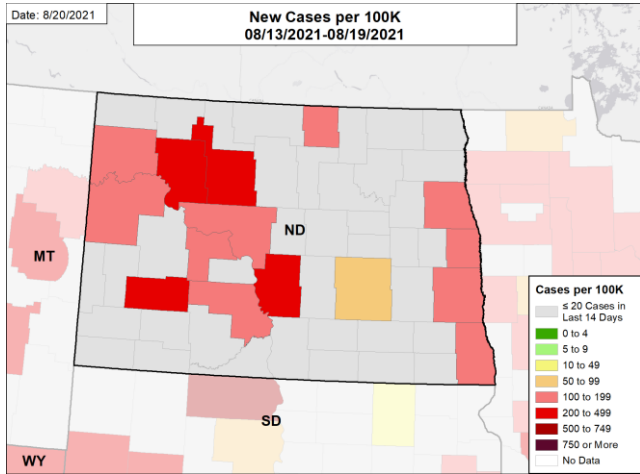 Date: 8/20/2021
New Cases per 100K
08/13/2021-08/19/2021
ND
MT
SD
WY
Cases per 100K
≤ 20 Cases in
Last 14 Days
0 to 4
5 to 9
10 to 49
50 to 99
100 to 199
200 to 499
500 to 749
750 or More
No Data